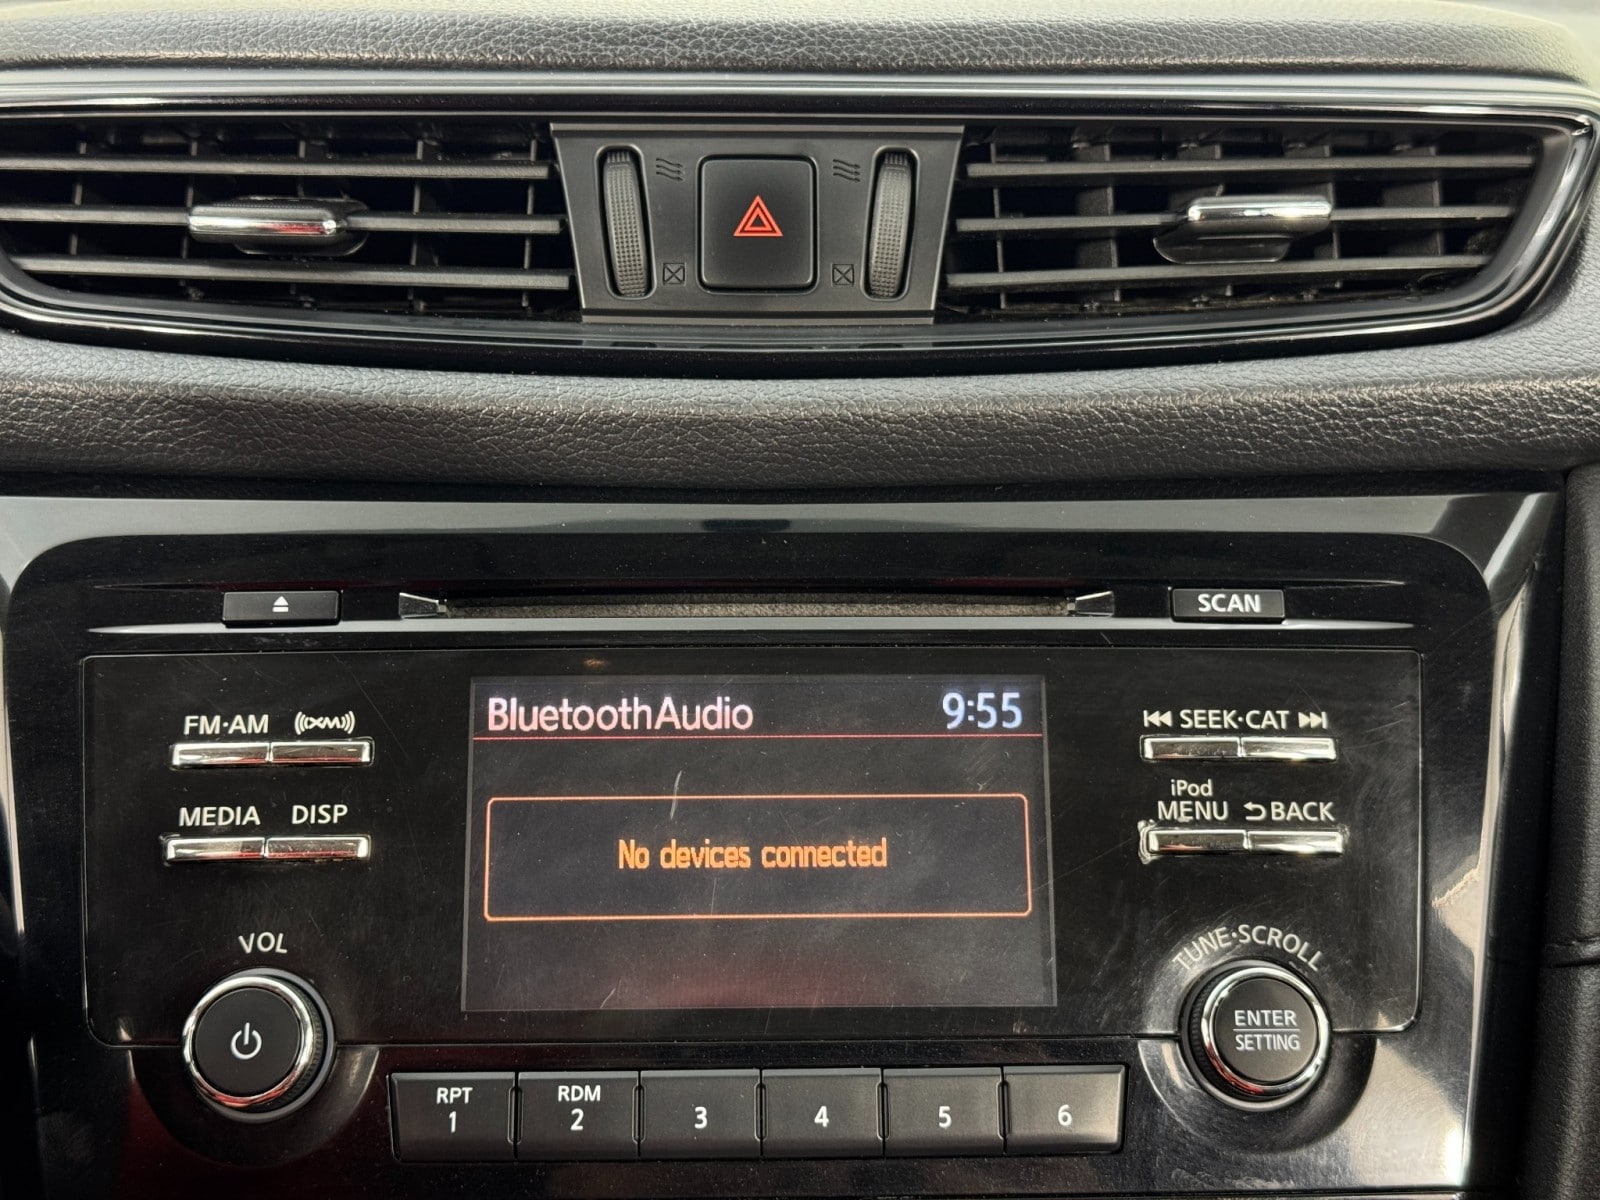 SCAN
FM·AM XM
MEDIA DISP
BluetoothAudio 9:55
No devices connected
SEEK·CAT
iPod
MENU BACK
VOL
TUNE·SCROLL
ENTER
SETTING
RPT RDM
1 2 3 4 5 6